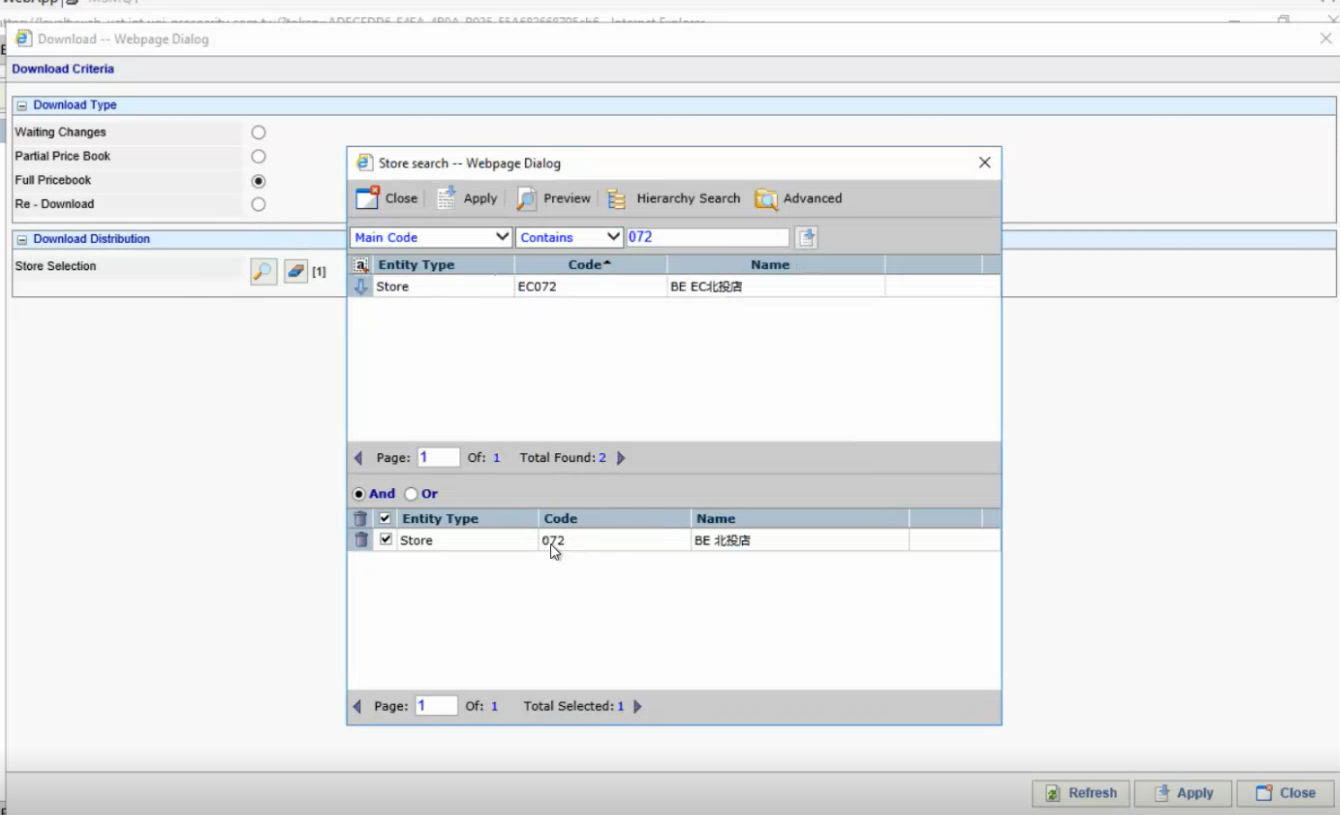 WebApp
Internet Explorer
Download -- Webpage Dialog
Download Criteria
Download Type
Waiting Changes
Partial Price Book
Full Pricebook
Re - Download
Download Distribution
Store Selection [1]
Store search -- Webpage Dialog
Close Apply Preview Hierarchy Search Advanced
Main Code Contains 072
Entity Type Code Name
Store EC072 BE EC北投店
Page: 1 Of: 1 Total Found: 2
And Or
Entity Type Code Name
Store 072 BE 北投店
Page: 1 Of: 1 Total Selected: 1
Refresh Apply Close